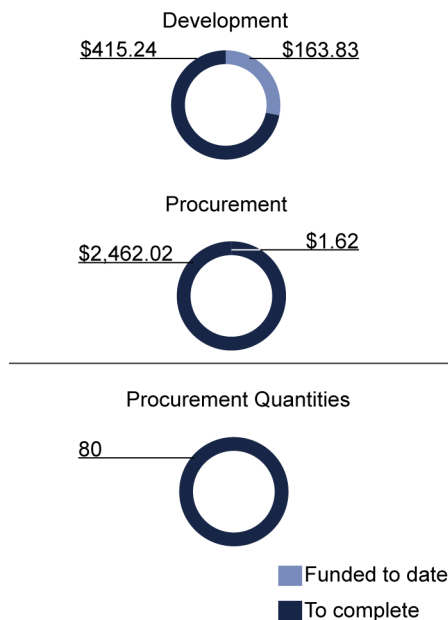 Development
$415.24 $163.83
Procurement
$2,462.02 $1.62
Procurement Quantities
80
Funded to date
To complete